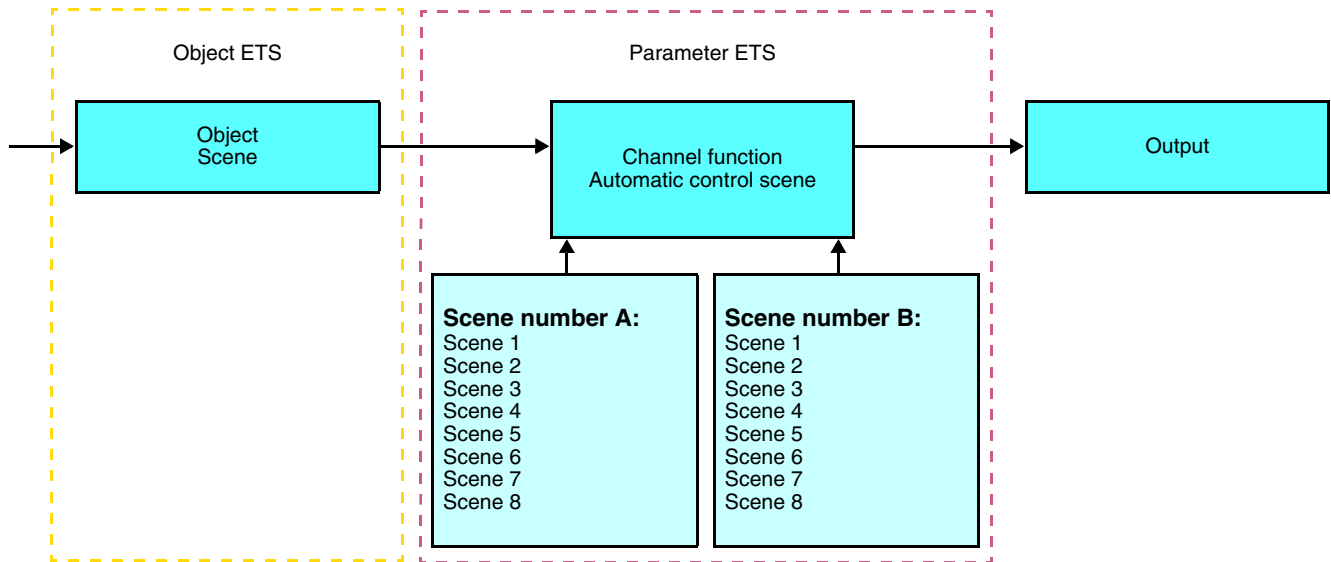 Object ETS
Parameter ETS
Object
Scene
Channel function
Automatic control scene
Output
Scene number A:
Scene 1
Scene 2
Scene 3
Scene 4
Scene 5
Scene 6
Scene 7
Scene 8
Scene number B:
Scene 1
Scene 2
Scene 3
Scene 4
Scene 5
Scene 6
Scene 7
Scene 8